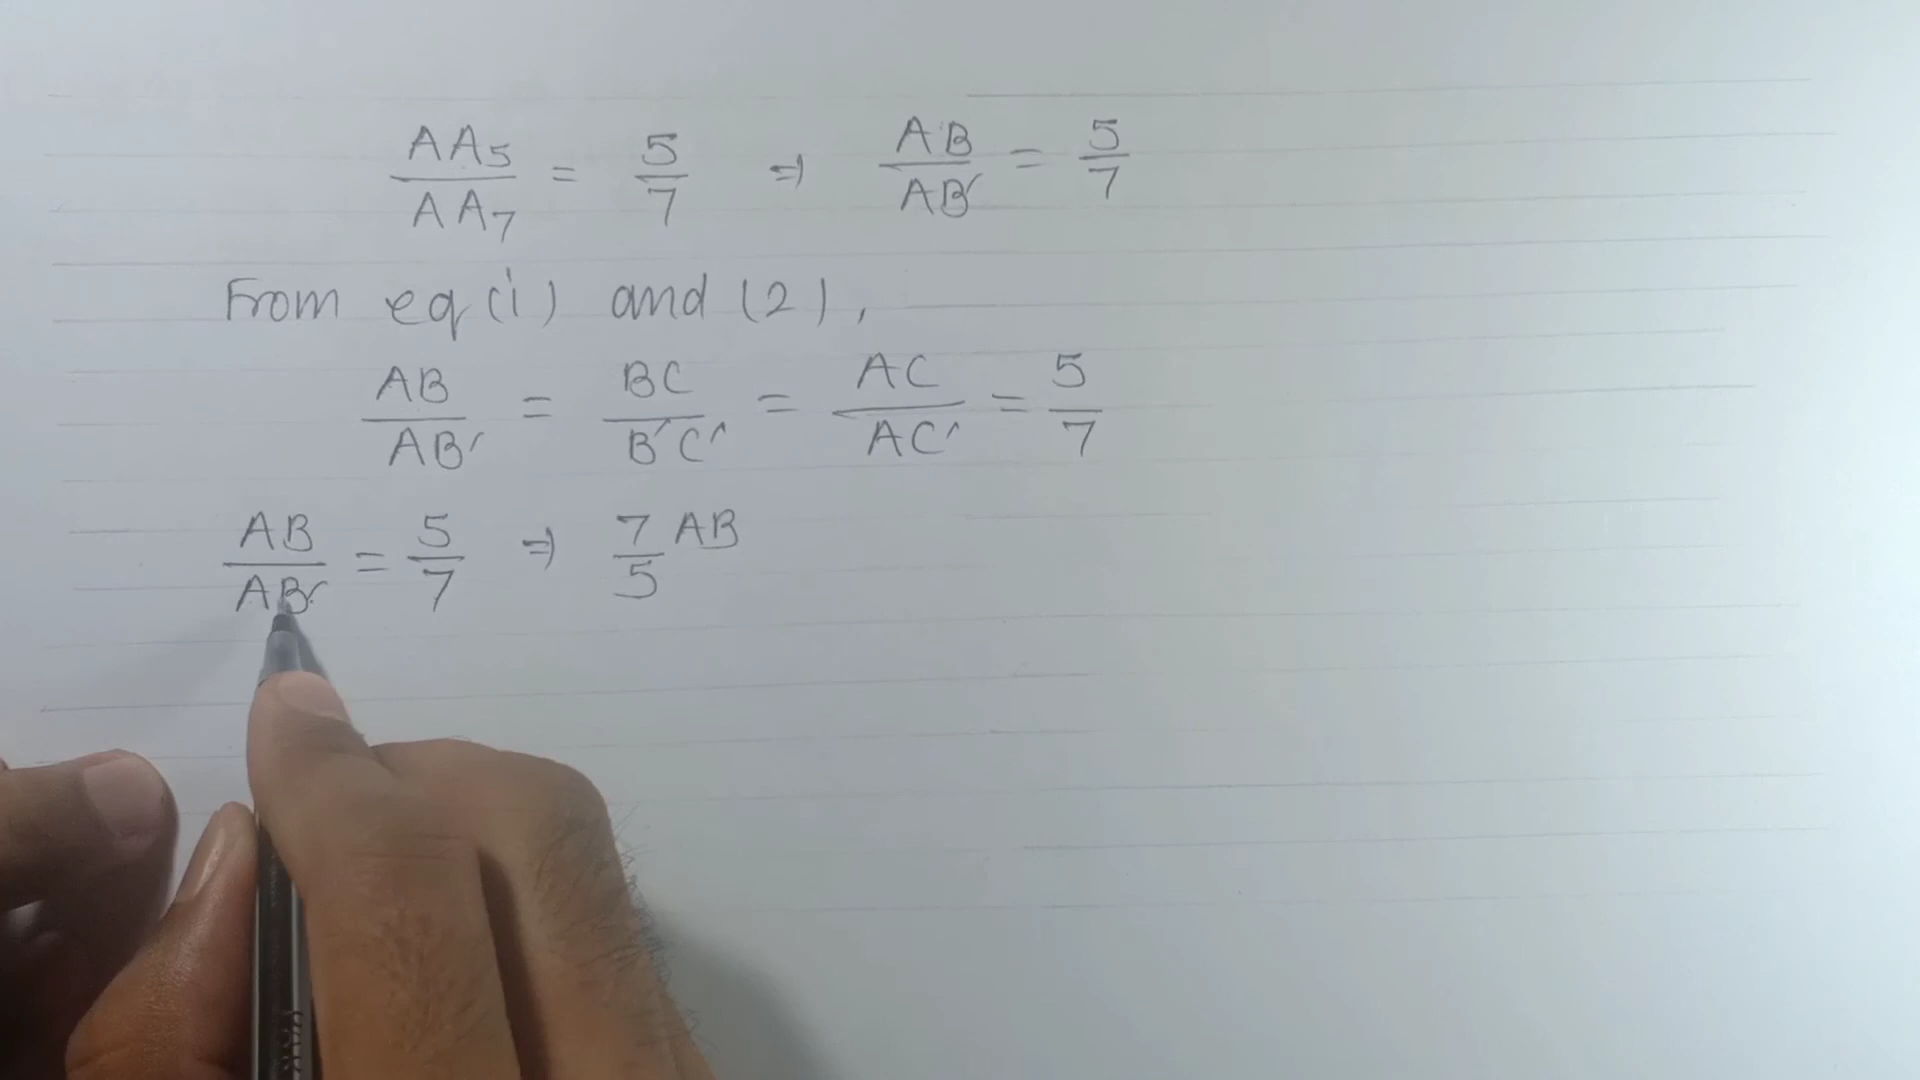 AA5/AA7 = 5/7 ⇒ AB/AB' = 5/7
From eq (i) and (2),
AB/AB' = BC/B'C' = AC/AC' = 5/7
AB/AB' = 5/7 ⇒ 7/5 AB